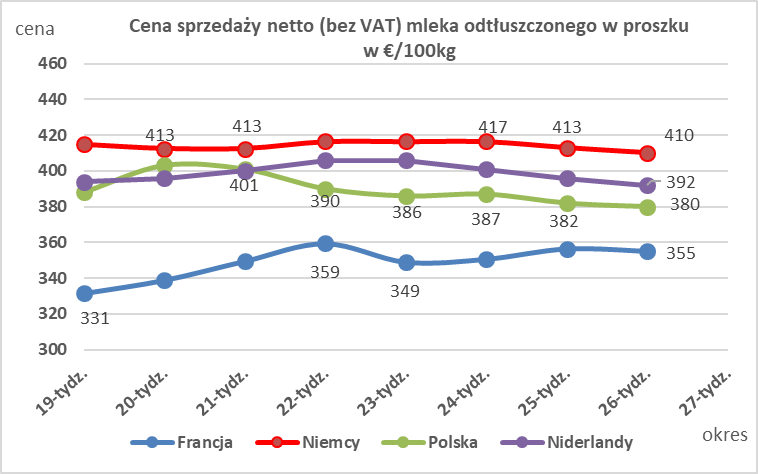 cena
Cena sprzedaży netto (bez VAT) mleka odtłuszczonego w proszku
w €/100kg
460
440
420
400
380
360
340
320
300
413
413
417
413
410
401
392
390
386
387
382
380
359
349
355
331
19-tydz.
20-tydz.
21-tydz.
22-tydz.
23-tydz.
24-tydz.
25-tydz.
26-tydz.
27-tydz.
okres
Francja
Niemcy
Polska
Niderlandy